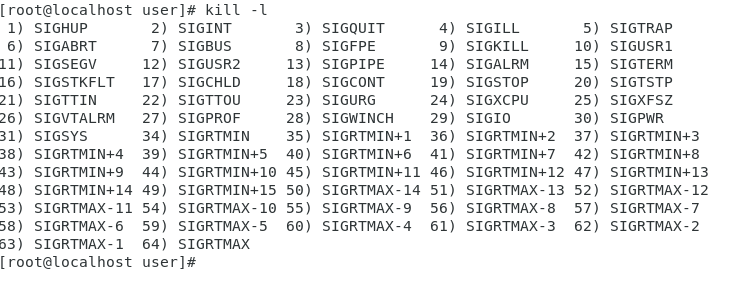 [root@localhost user]# kill -l
 1) SIGHUP       2) SIGINT       3) SIGQUIT      4) SIGILL       5) SIGTRAP
 6) SIGABRT      7) SIGBUS       8) SIGFPE       9) SIGKILL     10) SIGUSR1
11) SIGSEGV     12) SIGUSR2     13) SIGPIPE     14) SIGALRM     15) SIGTERM
16) SIGSTKFLT   17) SIGCHLD     18) SIGCONT     19) SIGSTOP     20) SIGTSTP
21) SIGTTIN     22) SIGTTOU     23) SIGURG      24) SIGXCPU     25) SIGXFSZ
26) SIGVTALRM   27) SIGPROF     28) SIGWINCH    29) SIGIO       30) SIGPWR
31) SIGSYS      34) SIGRTMIN    35) SIGRTMIN+1  36) SIGRTMIN+2  37) SIGRTMIN+3
38) SIGRTMIN+4  39) SIGRTMIN+5  40) SIGRTMIN+6  41) SIGRTMIN+7  42) SIGRTMIN+8
43) SIGRTMIN+9  44) SIGRTMIN+10 45) SIGRTMIN+11 46) SIGRTMIN+12 47) SIGRTMIN+13
48) SIGRTMIN+14 49) SIGRTMIN+15 50) SIGRTMAX-14 51) SIGRTMAX-13 52) SIGRTMAX-12
53) SIGRTMAX-11 54) SIGRTMAX-10 55) SIGRTMAX-9  56) SIGRTMAX-8  57) SIGRTMAX-7
58) SIGRTMAX-6  59) SIGRTMAX-5  60) SIGRTMAX-4  61) SIGRTMAX-3  62) SIGRTMAX-2
63) SIGRTMAX-1  64) SIGRTMAX
[root@localhost user]#